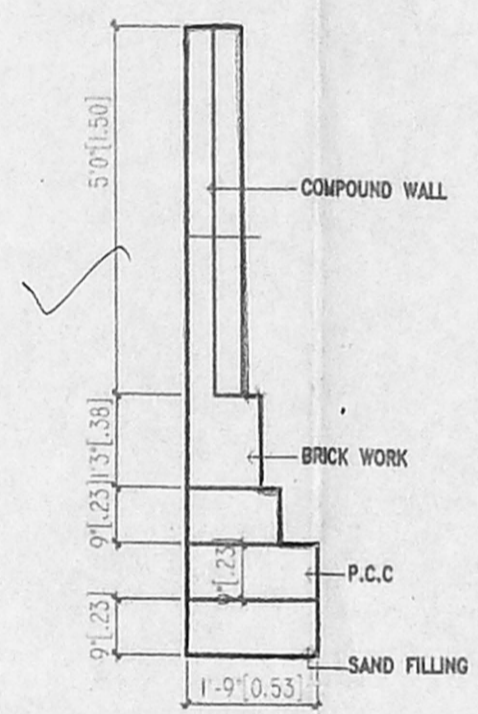 5'0"[1.50]
COMPOUND WALL
1'3"[.38]
BRICK WORK
9"[.23]
9"[.23]
P.C.C
9"[.23]
SAND FILLING
1'-9"[0.53]